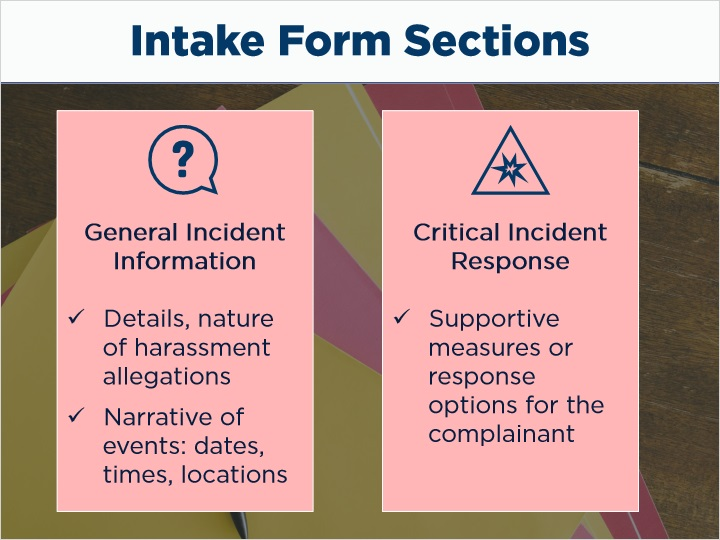 Intake Form Sections
?
General Incident
Information
✓ Details, nature
of harassment
allegations
✓ Narrative of
events: dates,
times, locations
Critical Incident
Response
✓ Supportive
measures or
response
options for the
complainant